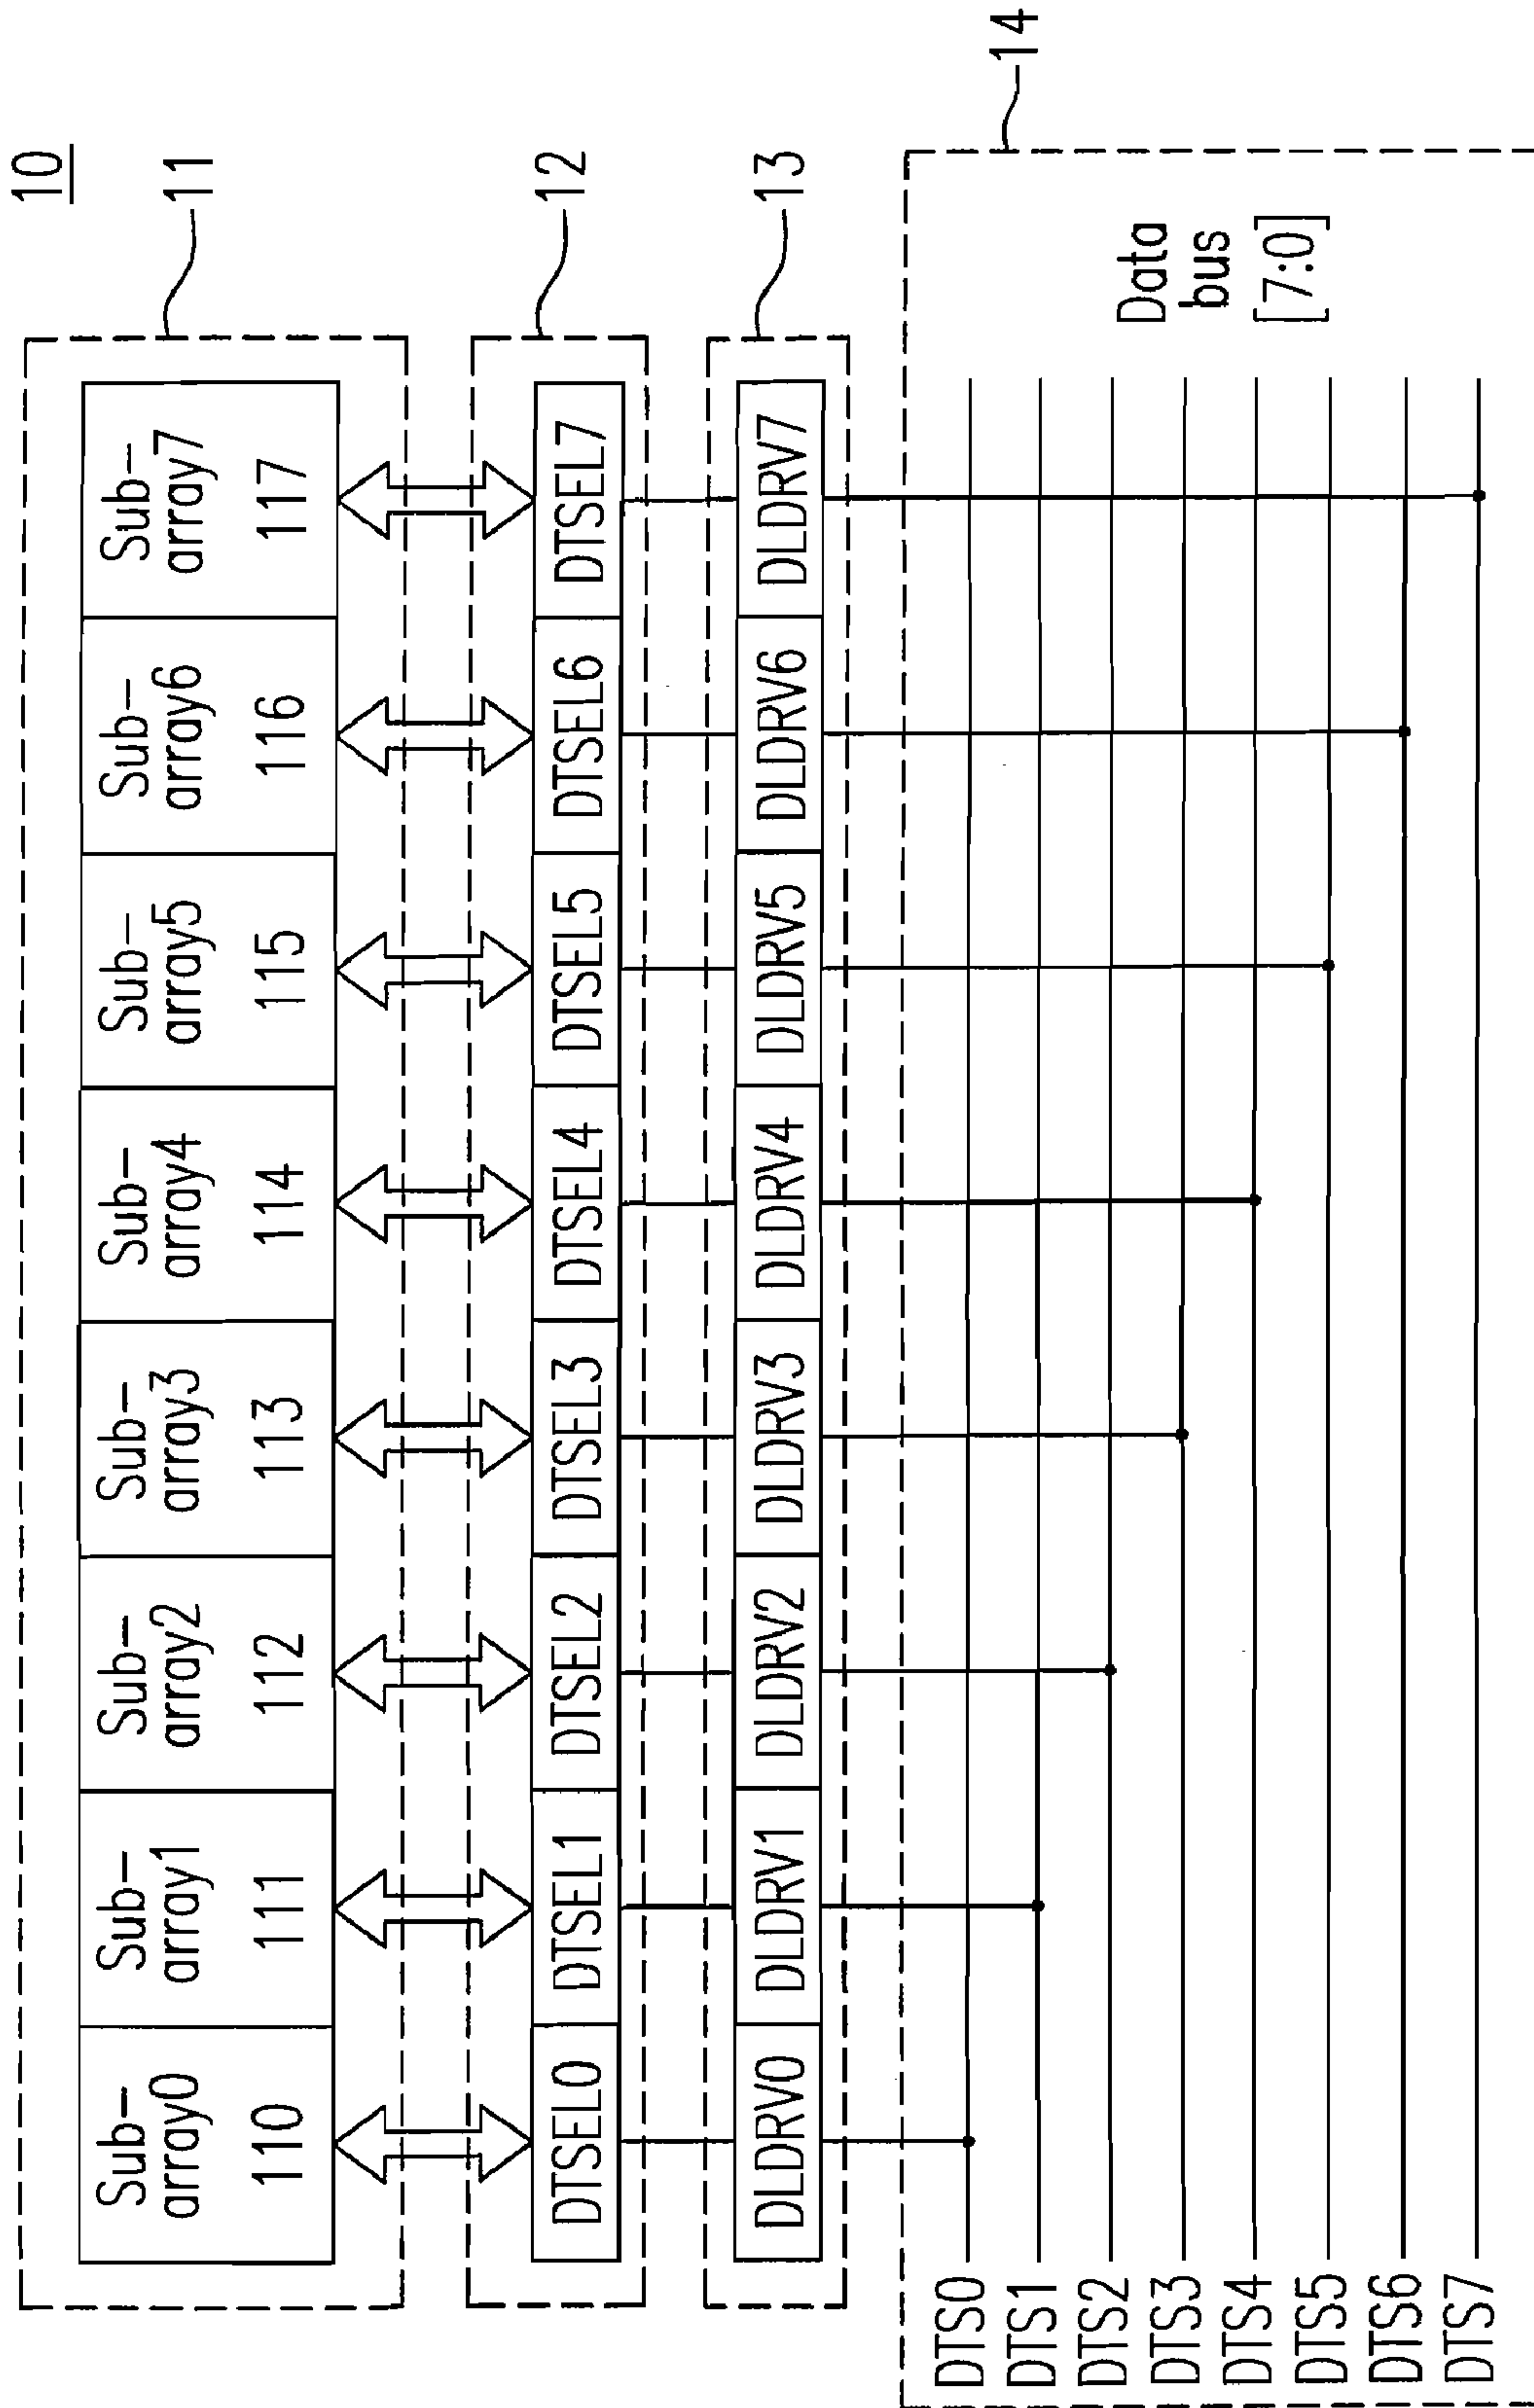 10
11
Sub-
array0
110
Sub-
array1
111
Sub-
array2
112
Sub-
array3
113
Sub-
array4
114
Sub-
array5
115
Sub-
array6
116
Sub-
array7
117
12
DTSEL0
DTSEL1
DTSEL2
DTSEL3
DTSEL4
DTSEL5
DTSEL6
DTSEL7
13
DLDRV0
DLDRV1
DLDRV2
DLDRV3
DLDRV4
DLDRV5
DLDRV6
DLDRV7
14
DTS0
DTS1
DTS2
DTS3
DTS4
DTS5
DTS6
DTS7
Data
bus
[7:0]